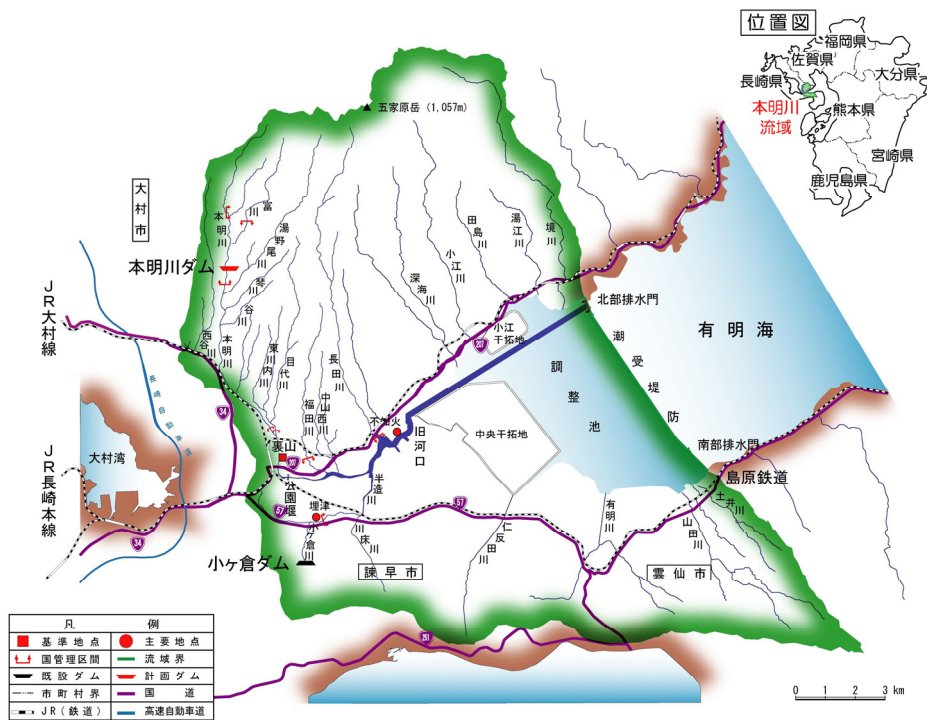 位置図
福岡県
佐賀県
大分県
長崎県
熊本県
宮崎県
鹿児島県
本明川
流域
五家原岳 (1,057m)
大村市
本明川
富川
湯野尾川
琴川
谷川
本明川ダム
西谷川
本明川
東川内川
目代川
福田川
中山西川
長田川
深海川
小江川
田島川
湯江川
境川
北部排水門
有明海
潮受堤防
調整池
小江
干拓地
207
中央干拓地
旧河口
不知火
裏山
207
公園堰
半造川
埋津
小ヶ倉川
川床川
小ヶ倉ダム
諫早市
仁反田川
有明川
山田川
土井川
雲仙市
南部排水門
島原鉄道
JR大村線
JR長崎本線
長崎自動車道
大村湾
34
34
57
57
251
凡例
基準地点
主要地点
国管理区間
流域界
既設ダム
計画ダム
市町村界
国道
JR(鉄道)
高速自動車道
0 1 2 3 km